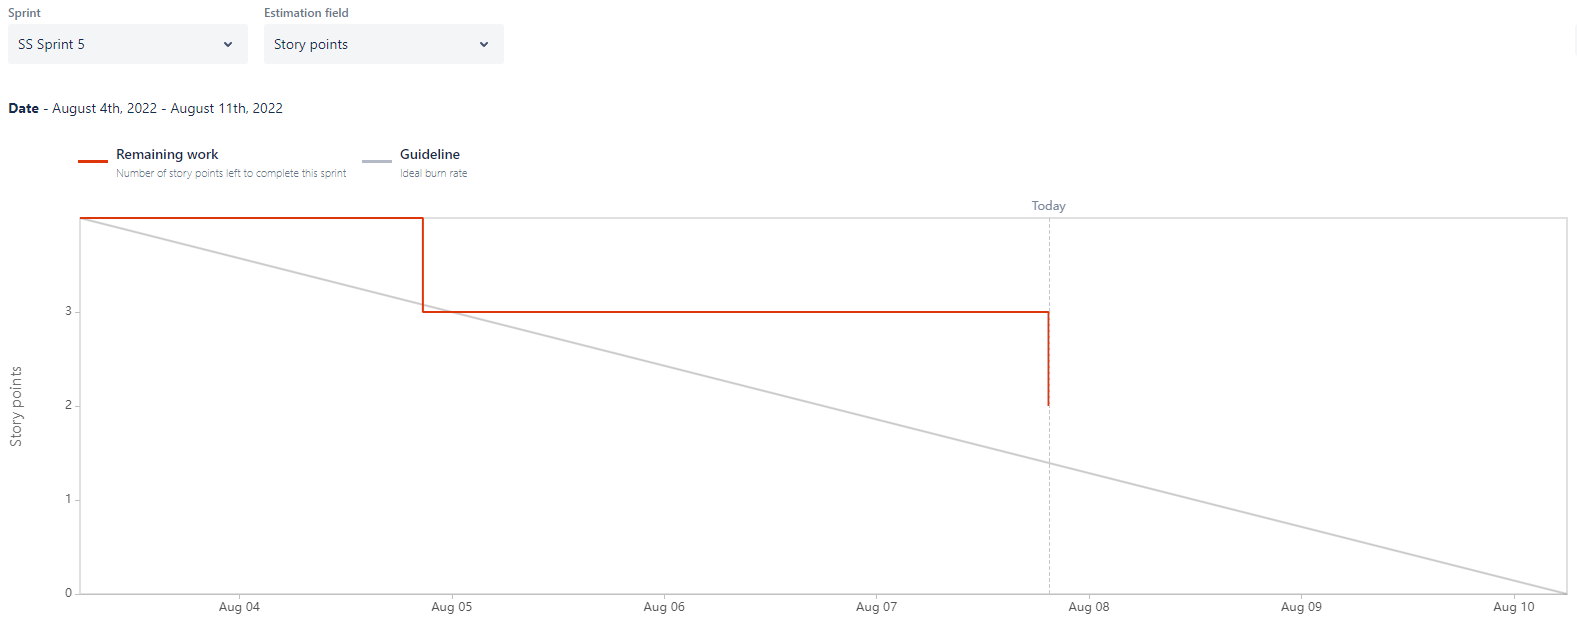 Sprint Estimation field
SS Sprint 5 Story points
Date - August 4th, 2022 - August 11th, 2022
Remaining work Guideline
Number of story points left to complete this sprint Ideal burn rate
Today
3
2
1
0
Story points
Aug 04 Aug 05 Aug 06 Aug 07 Aug 08 Aug 09 Aug 10